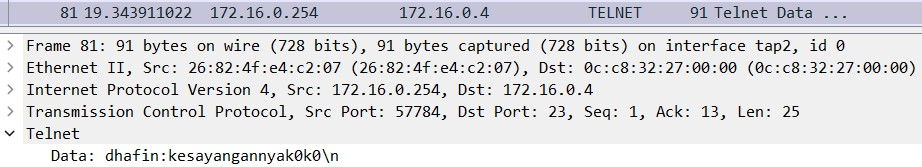 81 19.343911022 172.16.0.254 172.16.0.4 TELNET 91 Telnet Data ...
Frame 81: 91 bytes on wire (728 bits), 91 bytes captured (728 bits) on interface tap2, id 0
Ethernet II, Src: 26:82:4f:e4:c2:07 (26:82:4f:e4:c2:07), Dst: 0c:c8:32:27:00:00 (0c:c8:32:27:00:00)
Internet Protocol Version 4, Src: 172.16.0.254, Dst: 172.16.0.4
Transmission Control Protocol, Src Port: 57784, Dst Port: 23, Seq: 1, Ack: 13, Len: 25
Telnet
Data: dhafin:kesayangannyak0k0\n